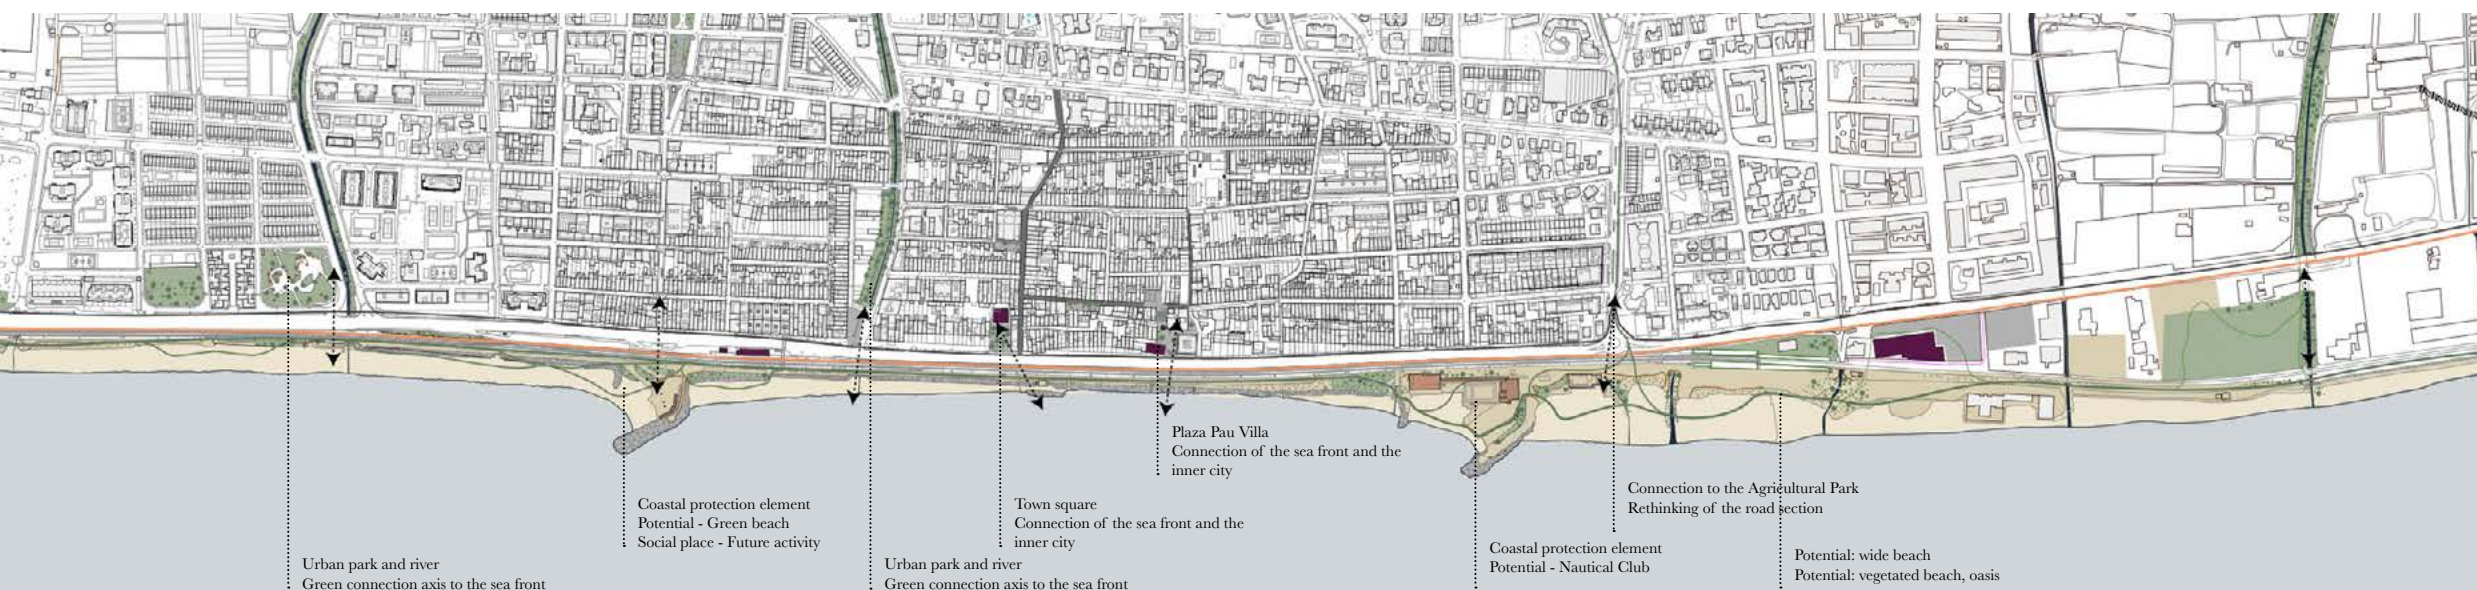 Urban park and river
Green connection axis to the sea front
Coastal protection element
Potential - Green beach
Social place - Future activity
Urban park and river
Green connection axis to the sea front
Town square
Connection of the sea front and the
inner city
Plaza Pau Villa
Connection of the sea front and the
inner city
Coastal protection element
Potential - Nautical Club
Connection to the Agricultural Park
Rethinking of the road section
Potential: wide beach
Potential: vegetated beach, oasis